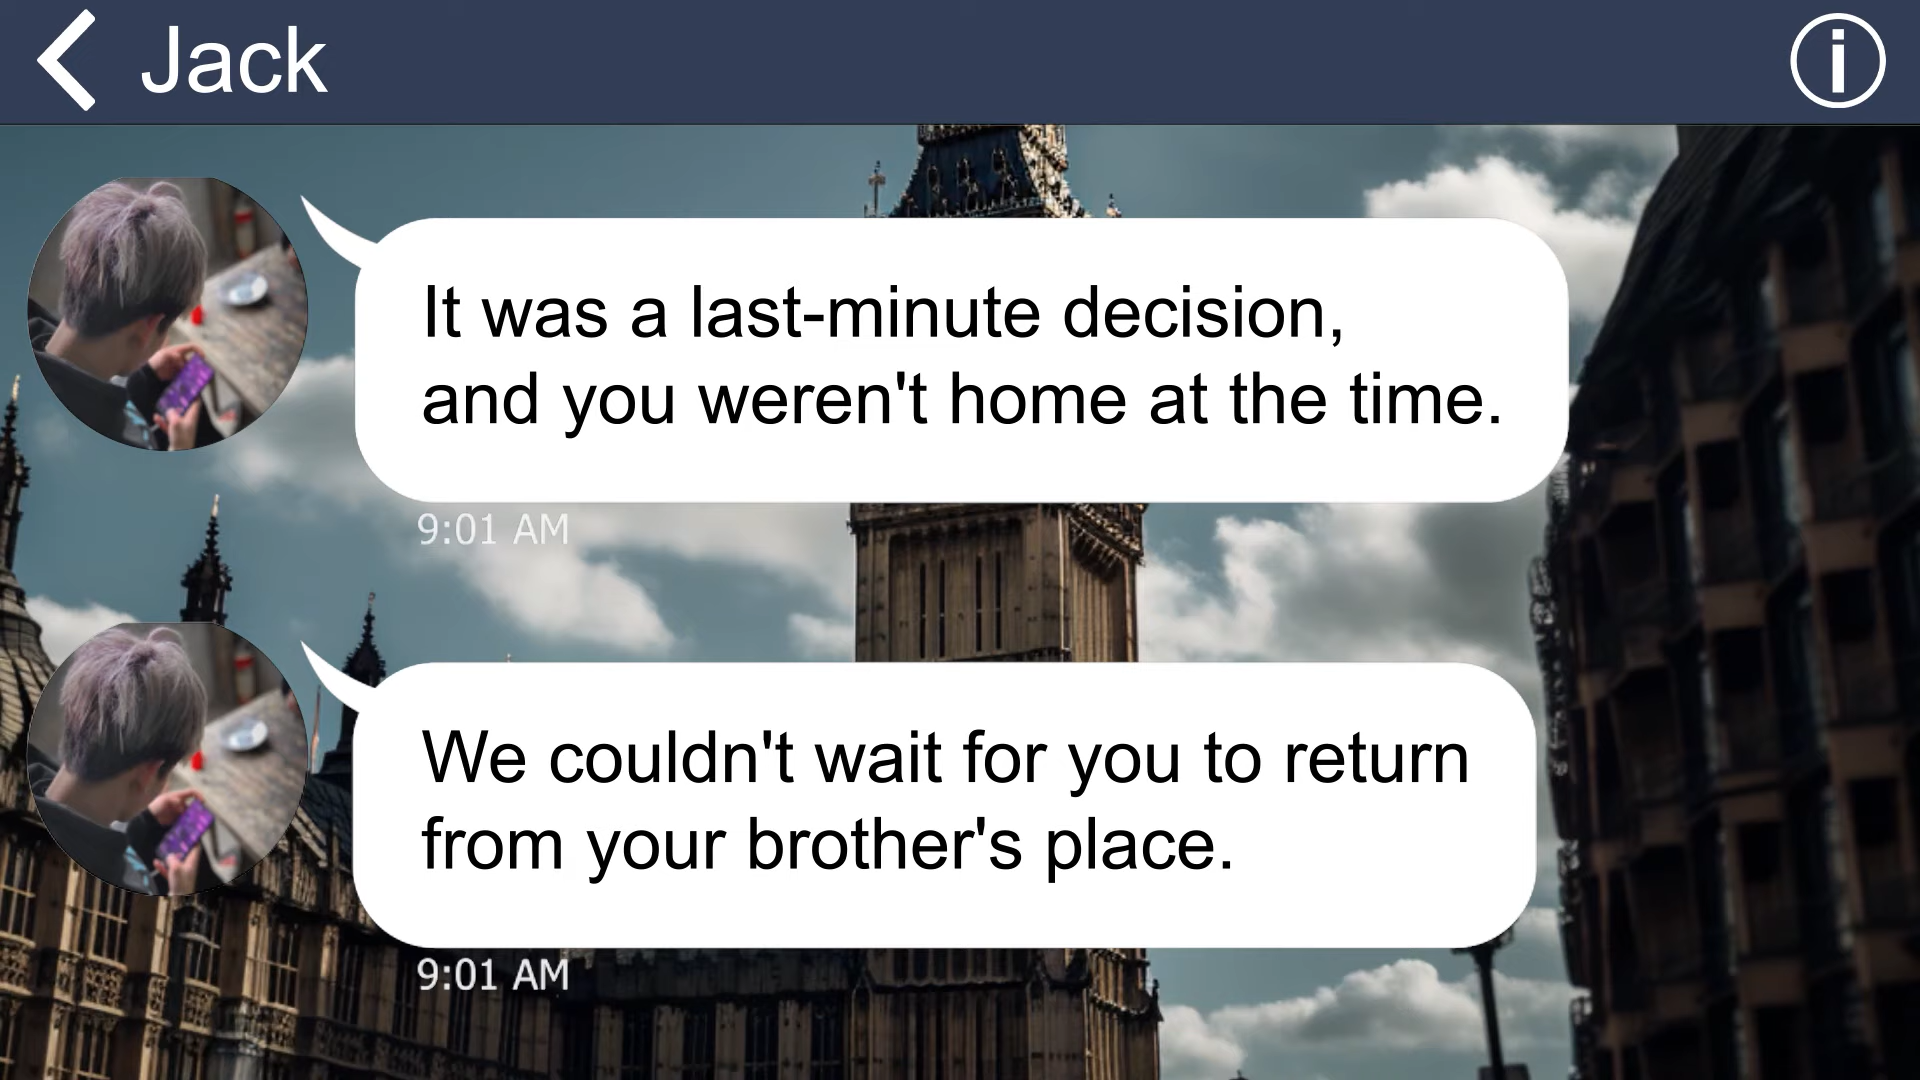 Jack
It was a last-minute decision,
and you weren't home at the time.
9:01 AM
We couldn't wait for you to return
from your brother's place.
9:01 AM